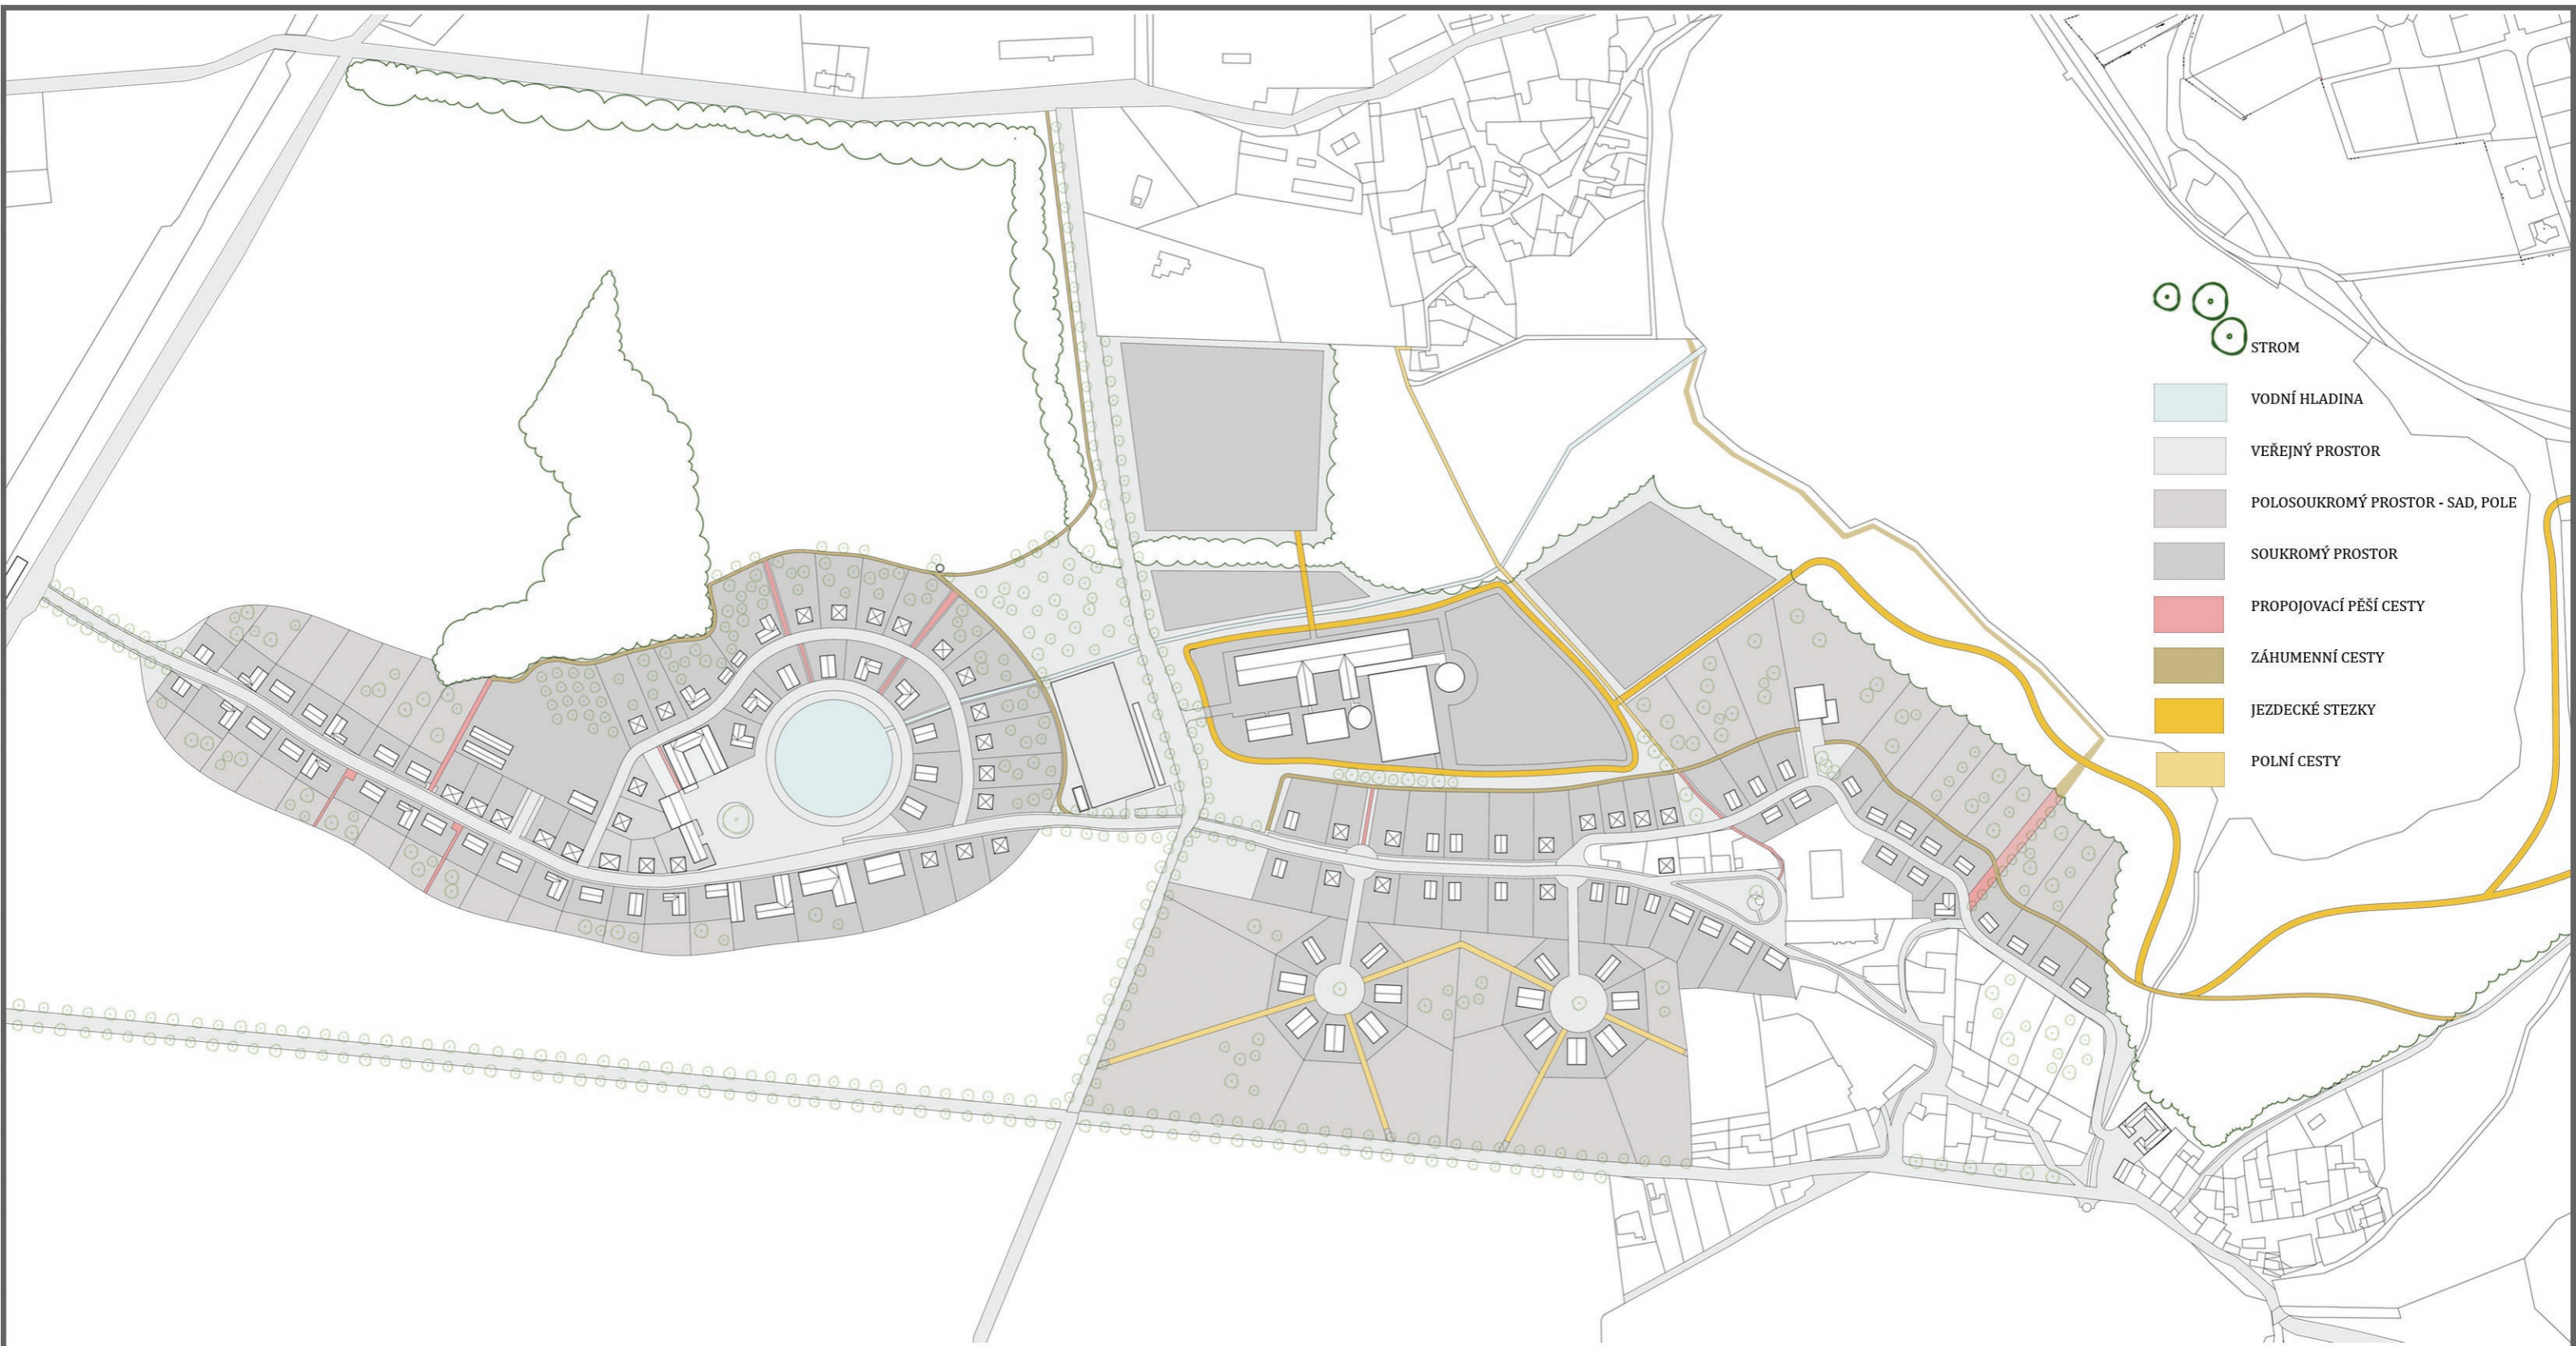 STROM
VODNÍ HLADINA
VEŘEJNÝ PROSTOR
POLOSOUKROMÝ PROSTOR - SAD, POLE
SOUKROMÝ PROSTOR
PROPOJOVACÍ PĚŠÍ CESTY
ZÁHUMENNÍ CESTY
JEZDECKÉ STEZKY
POLNÍ CESTY